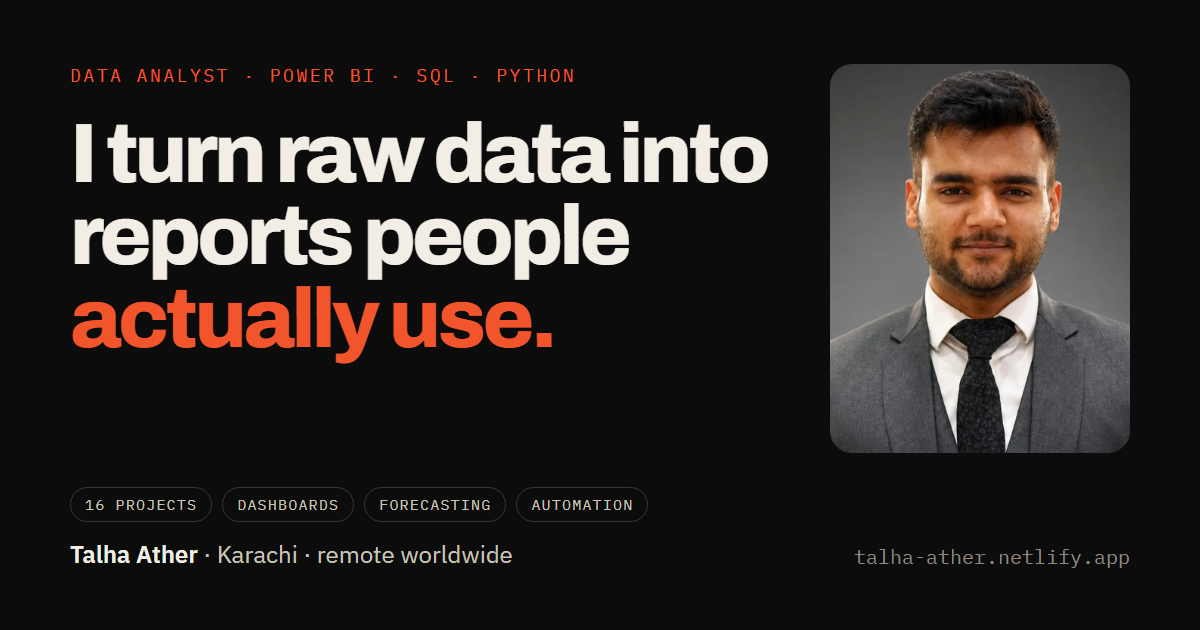 DATA ANALYST · POWER BI · SQL · PYTHON
I turn raw data into
reports people
actually use.
16 PROJECTS
DASHBOARDS
FORECASTING
AUTOMATION
Talha Ather · Karachi · remote worldwide
talha-ather.netlify.app